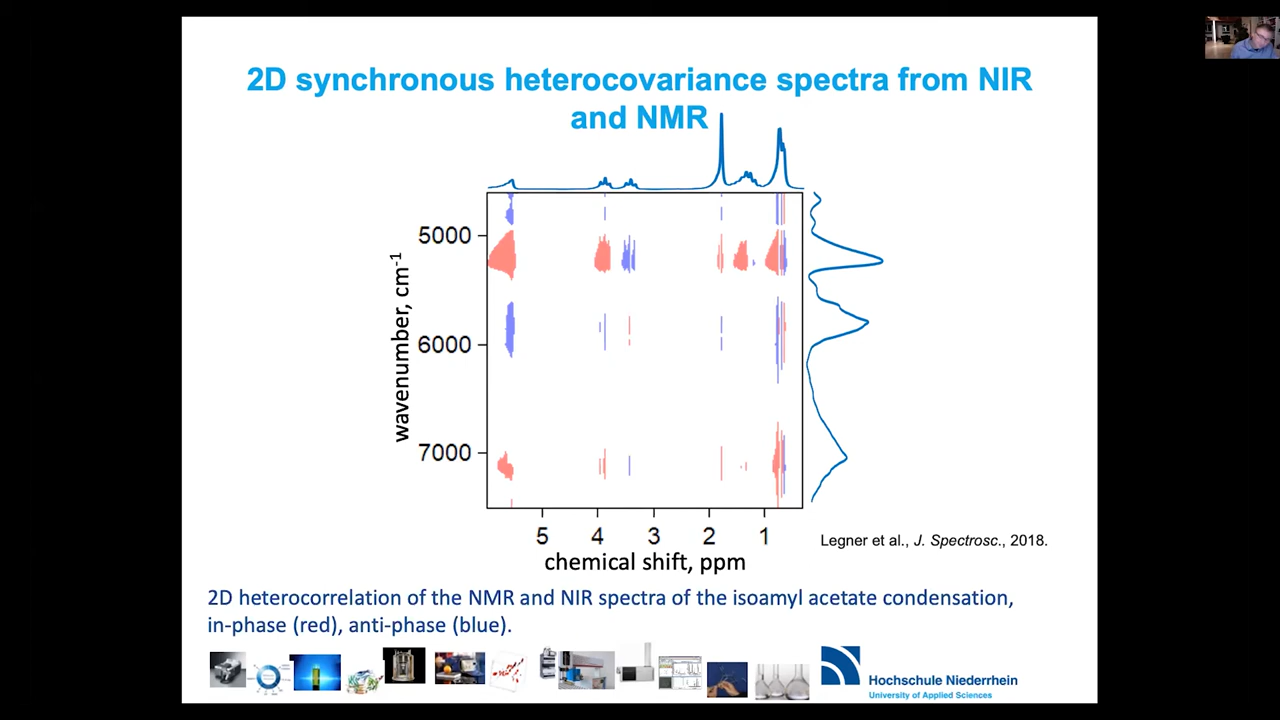 2D synchronous heterocovariance spectra from NIR
and NMR
5000
6000
7000
wavenumber, cm-1
5 4 3 2 1
chemical shift, ppm
Legner et al., J. Spectrosc., 2018.
2D heterocorrelation of the NMR and NIR spectra of the isoamyl acetate condensation,
in-phase (red), anti-phase (blue).
Hochschule Niederrhein
University of Applied Sciences